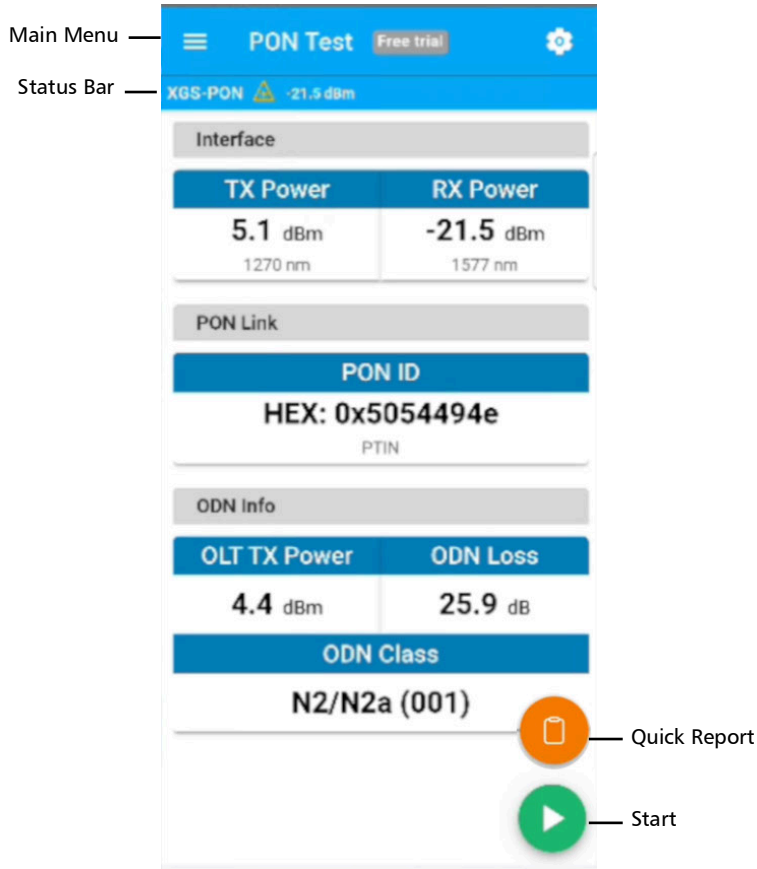 Main Menu
PON Test Free trial
Status Bar
XGS-PON -21.5 dBm
Interface
TX Power RX Power
5.1 dBm -21.5 dBm
1270 nm 1577 nm
PON Link
PON ID
HEX: 0x5054494e
PTIN
ODN Info
OLT TX Power ODN Loss
4.4 dBm 25.9 dB
ODN Class
N2/N2a (001)
Quick Report
Start